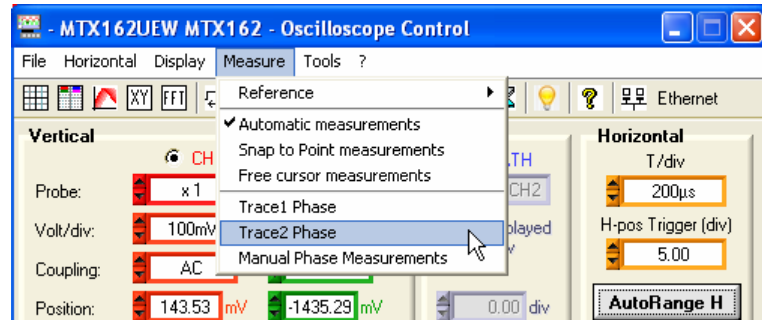 - MTX162UEW MTX162 - Oscilloscope Control
File Horizontal Display Measure Tools ?
XY FFT Ethernet
Reference
Automatic measurements
Snap to Point measurements
Free cursor measurements
Trace1 Phase
Trace2 Phase
Manual Phase Measurements
Vertical
CH
Probe: x 1 CH2
Volt/div: 100mV
Coupling: AC
Position: 143.53 mV -1435.29 mV 0.00 div
Horizontal
T/div
200µs
H-pos Trigger (div)
5.00
AutoRange H